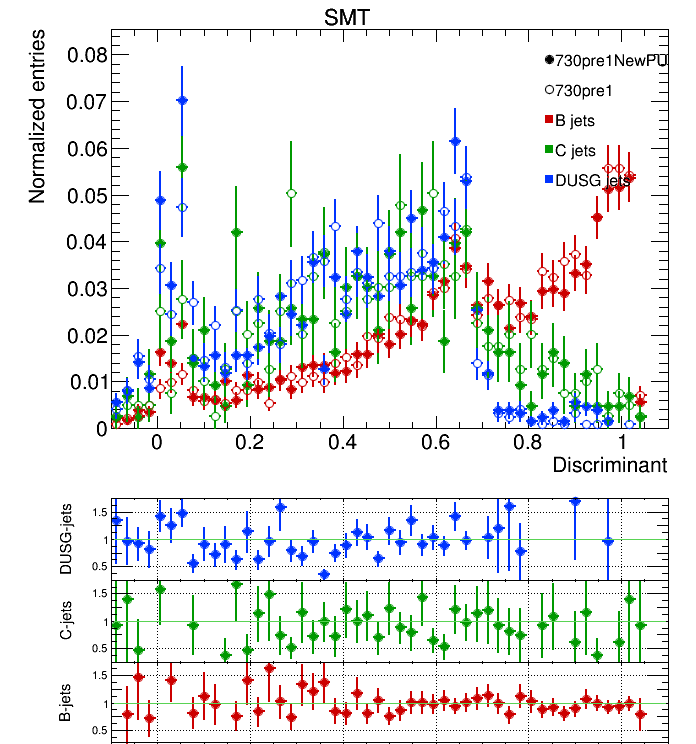 SMT
Normalized entries
0.08
0.07
0.06
0.05
0.04
0.03
0.02
0.01
0
730pre1NewPU
730pre1
B jets
C jets
DUSG jets
0 0.2 0.4 0.6 0.8 1
Discriminant
DUSG-jets
1.5
1
0.5
C-jets
1.5
1
0.5
B-jets
1.5
1
0.5